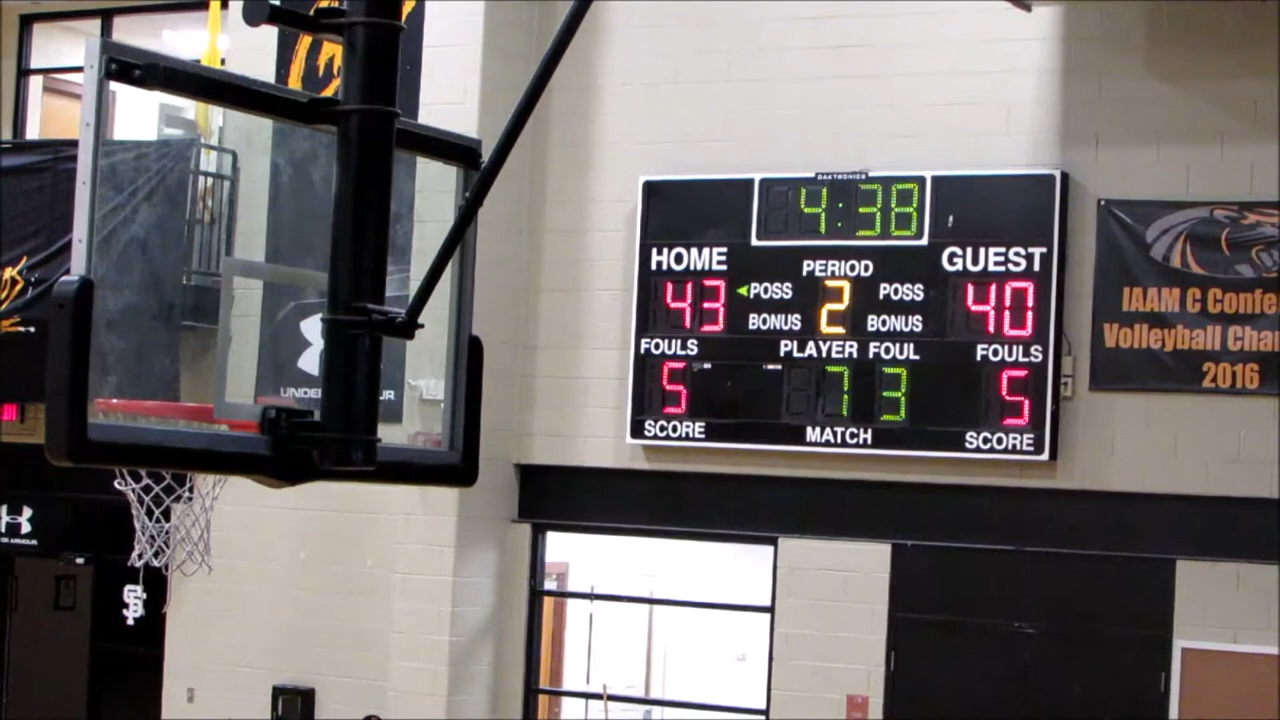 DAKTRONICS
4:38
HOME PERIOD GUEST
43 POSS 2 POSS 40
BONUS BONUS
FOULS PLAYER FOUL FOULS
5 7 3 5
SCORE MATCH SCORE
IAAM C Confe
Volleyball Cha
2016
UNDER
UR